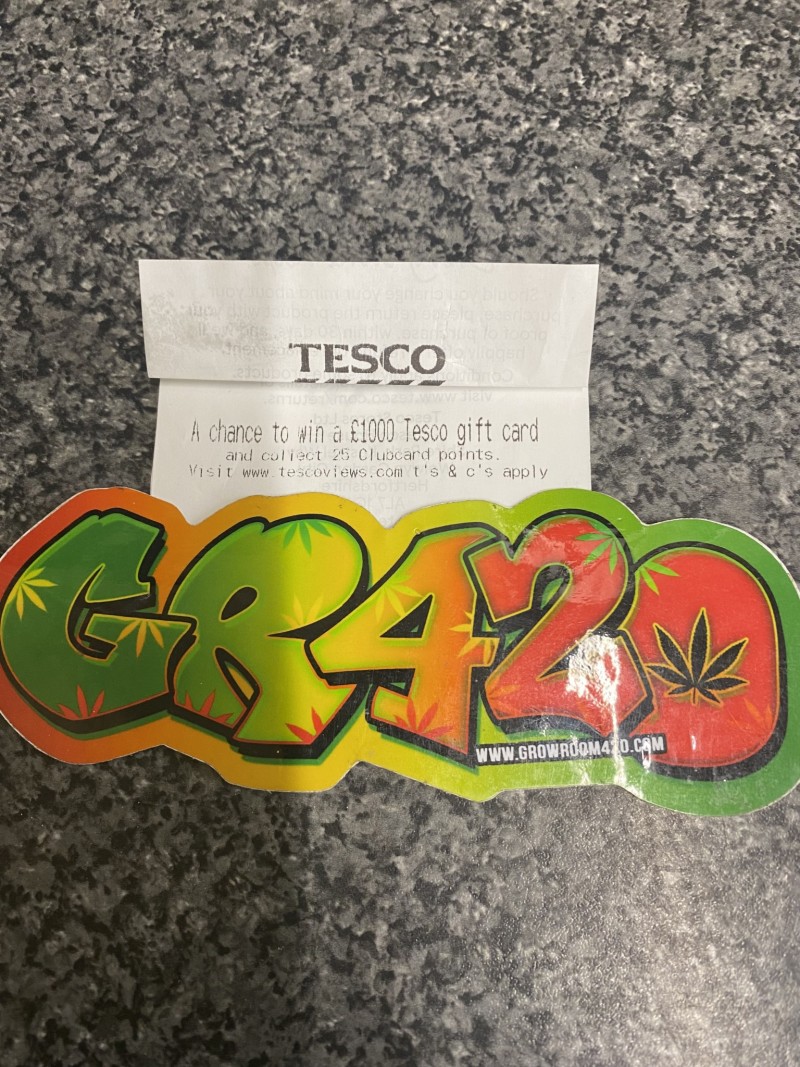 TESCO
A chance to win a £1000 Tesco gift card
and collect 25 Clubcard points.
Visit www.tescoviews.com t's & c's apply
GR420
WWW.GROWROOM420.COM